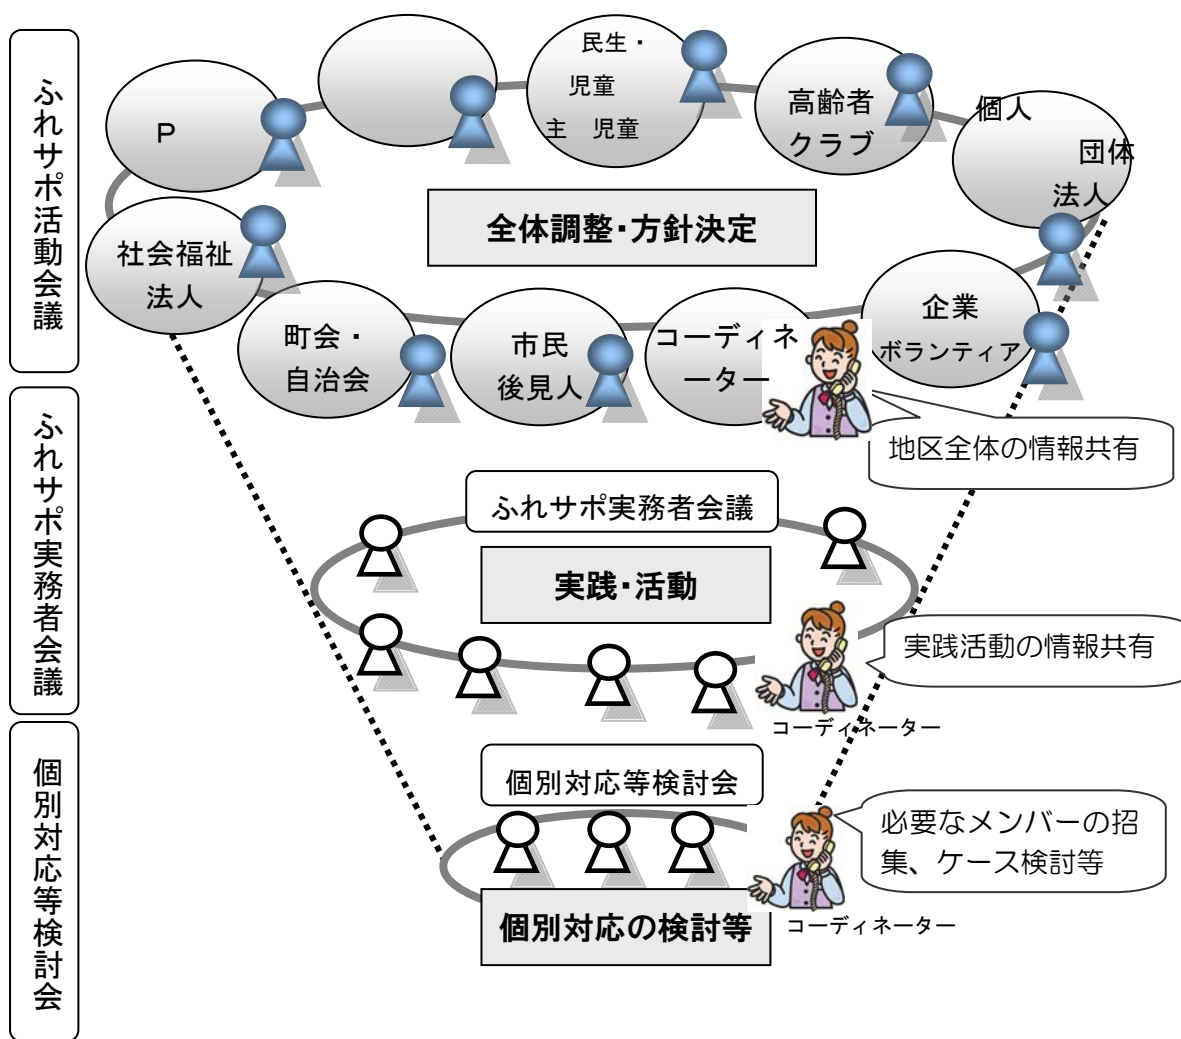 ふれサポ活動会議
P
民生・
児童
主 児童
高齢者
クラブ
個人
団体
法人
全体調整・方針決定
社会福祉
法人
町会・
自治会
市民
後見人
コーディネ
ーター
企業
ボランティア
地区全体の情報共有
ふれサポ実務者会議
ふれサポ実務者会議
実践・活動
実践活動の情報共有
コーディネーター
個別対応等検討会
個別対応等検討会
必要なメンバーの招
集、ケース検討等
個別対応の検討等
コーディネーター